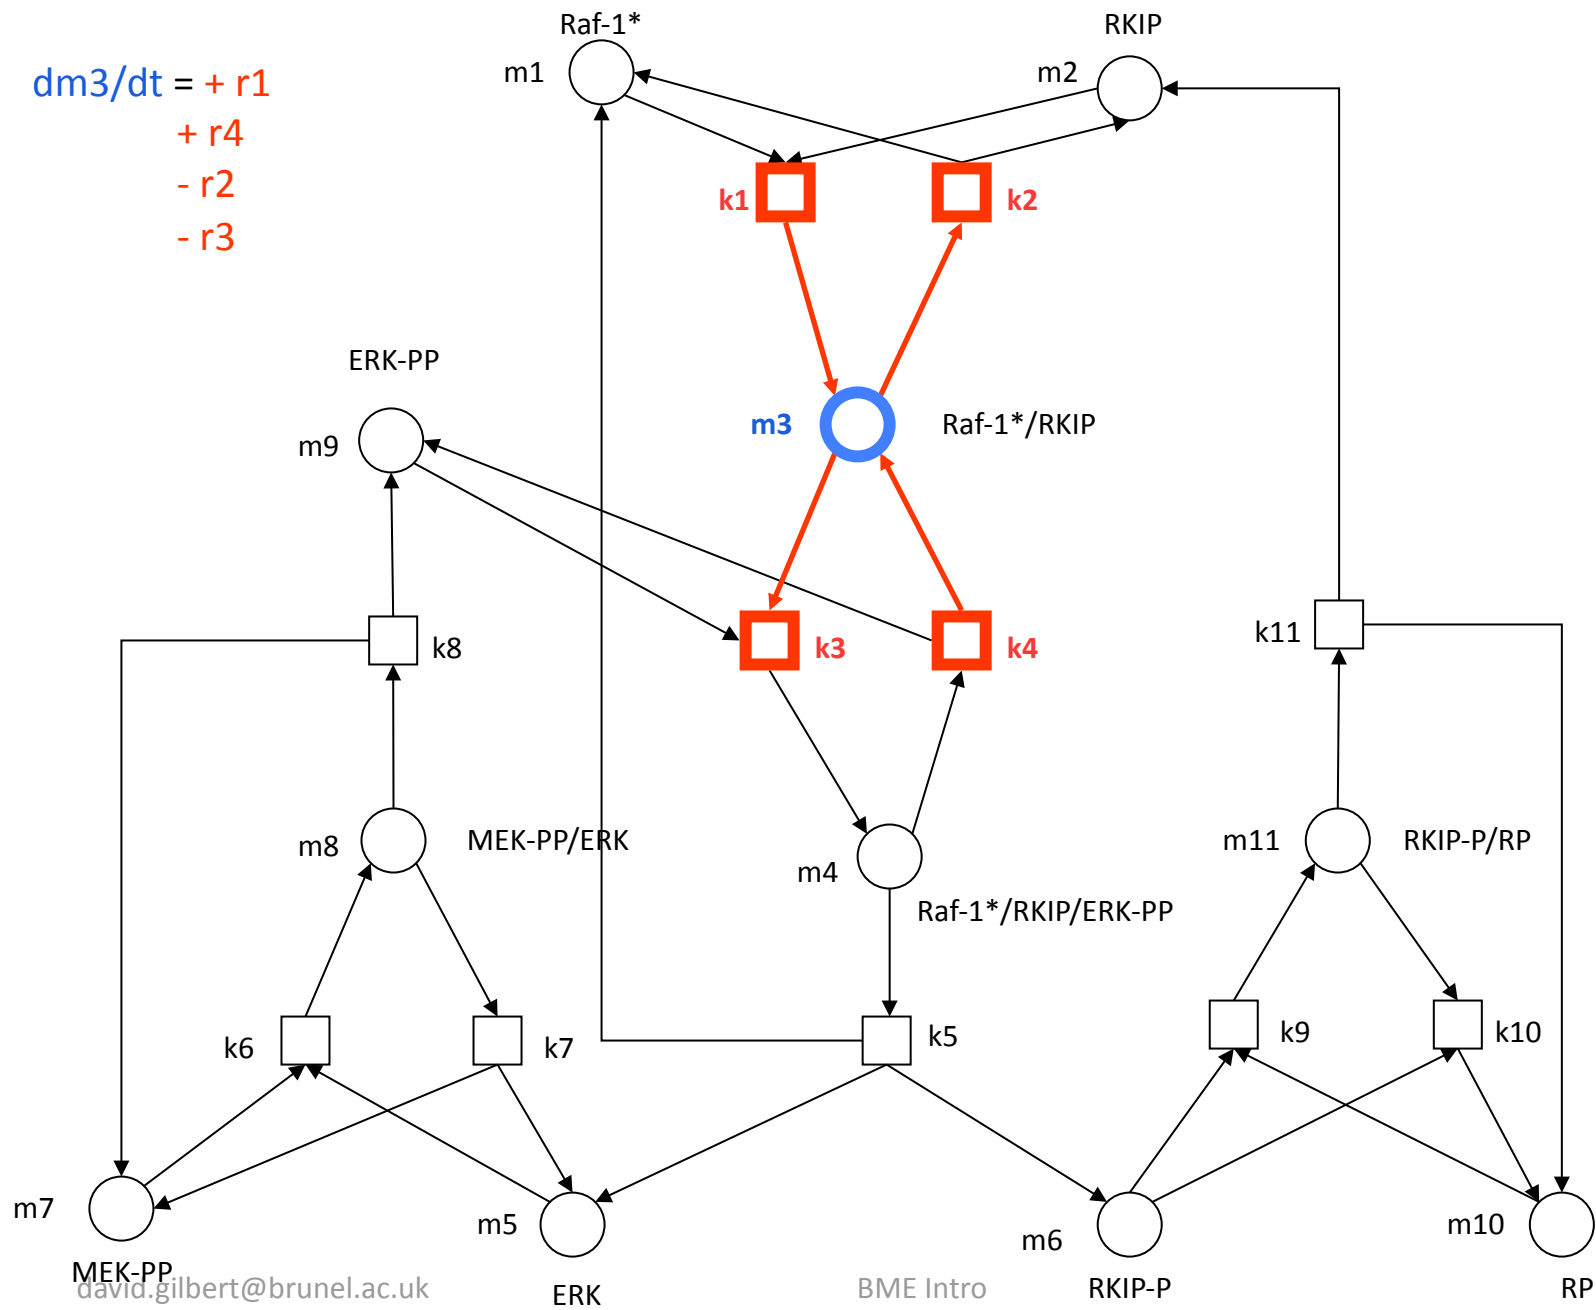 Raf-1*
RKIP
m1
m2
dm3/dt = + r1
+ r4
- r2
- r3
k1
k2
ERK-PP
m3
Raf-1*/RKIP
m9
k11
k8
k3
k4
m8
MEK-PP/ERK
m11
RKIP-P/RP
m4
Raf-1*/RKIP/ERK-PP
k6
k7
k5
k9
k10
m7
m5
m6
m10
MEK-PP
david.gilbert@brunel.ac.uk
ERK
BME Intro
RKIP-P
RP